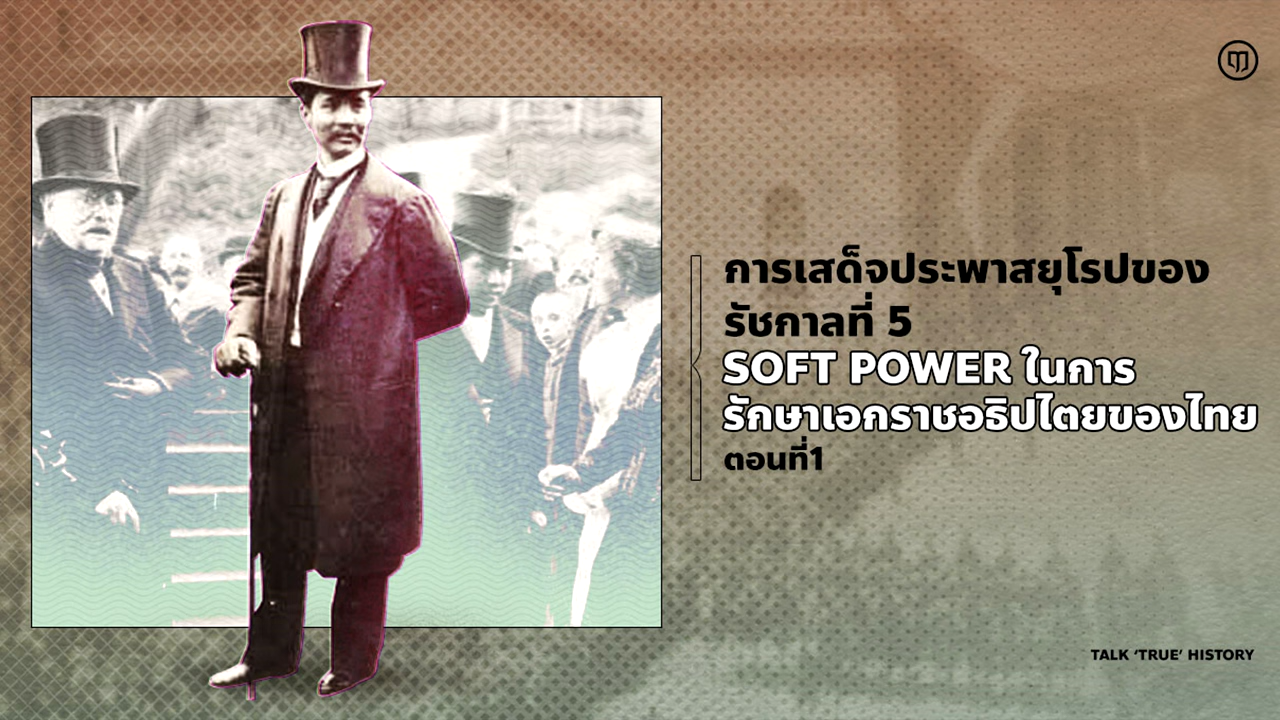 การเสด็จประพาสยุโรปของ
รัชกาลที่ 5
SOFT POWER ในการ
รักษาเอกราชอธิปไตยของไทย
ตอนที่1
TALK ‘TRUE’ HISTORY